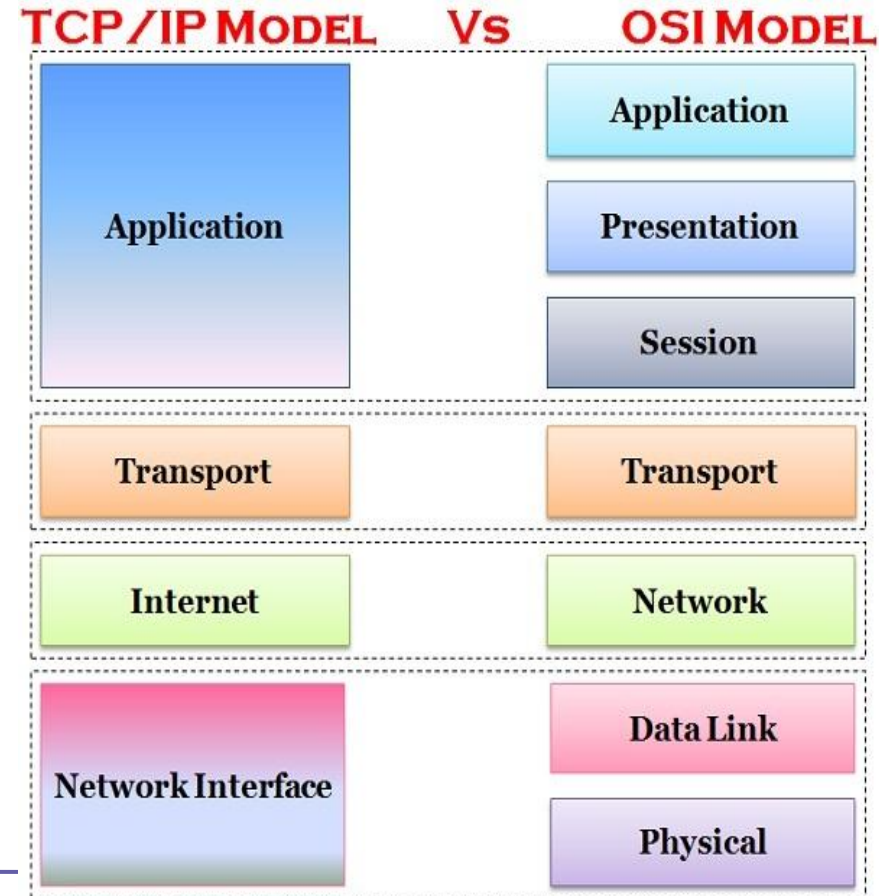 TCP/IP MODEL Vs OSI MODEL
Application
Application
Presentation
Session
Transport
Transport
Internet
Network
Network Interface
Data Link
Physical